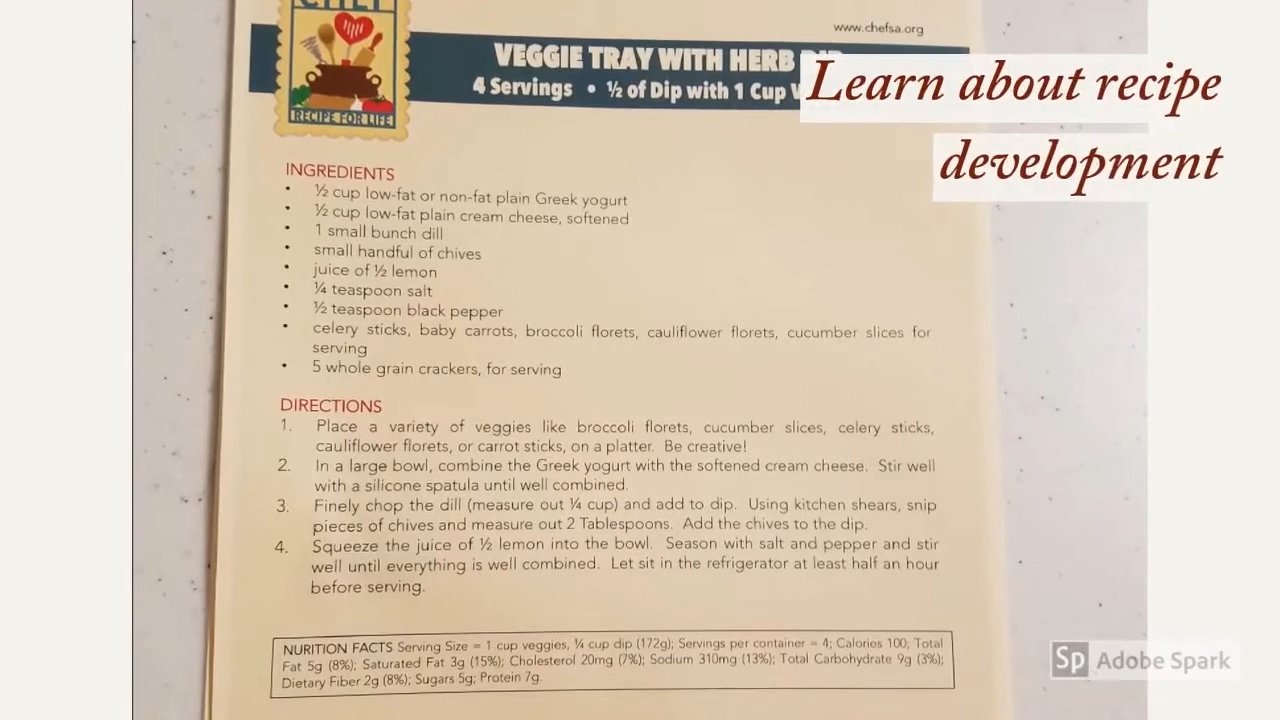 www.chefsa.org
CHEF
RECIPE FOR LIFE
VEGGIE TRAY WITH HERB DIP
4 Servings • ½ of Dip with 1 Cup
Learn about recipe
development
INGREDIENTS
• ½ cup low-fat or non-fat plain Greek yogurt
• ½ cup low-fat plain cream cheese, softened
• 1 small bunch dill
• small handful of chives
• juice of ½ lemon
• ¼ teaspoon salt
• ½ teaspoon black pepper
• celery sticks, baby carrots, broccoli florets, cauliflower florets, cucumber slices for
serving
• 5 whole grain crackers, for serving
DIRECTIONS
1. Place a variety of veggies like broccoli florets, cucumber slices, celery sticks,
cauliflower florets, or carrot sticks, on a platter. Be creative!
2. In a large bowl, combine the Greek yogurt with the softened cream cheese. Stir well
with a silicone spatula until well combined.
3. Finely chop the dill (measure out ¼ cup) and add to dip. Using kitchen shears, snip
pieces of chives and measure out 2 Tablespoons. Add the chives to the dip.
4. Squeeze the juice of ½ lemon into the bowl. Season with salt and pepper and stir
well until everything is well combined. Let sit in the refrigerator at least half an hour
before serving.
NURITION FACTS Serving Size = 1 cup veggies, ¼ cup dip (172g); Servings per container = 4; Calories 100; Total
Fat 5g (8%); Saturated Fat 3g (15%); Cholesterol 20mg (7%); Sodium 310mg (13%); Total Carbohydrate 9g (3%);
Dietary Fiber 2g (8%); Sugars 5g; Protein 7g.
Sp Adobe Spark